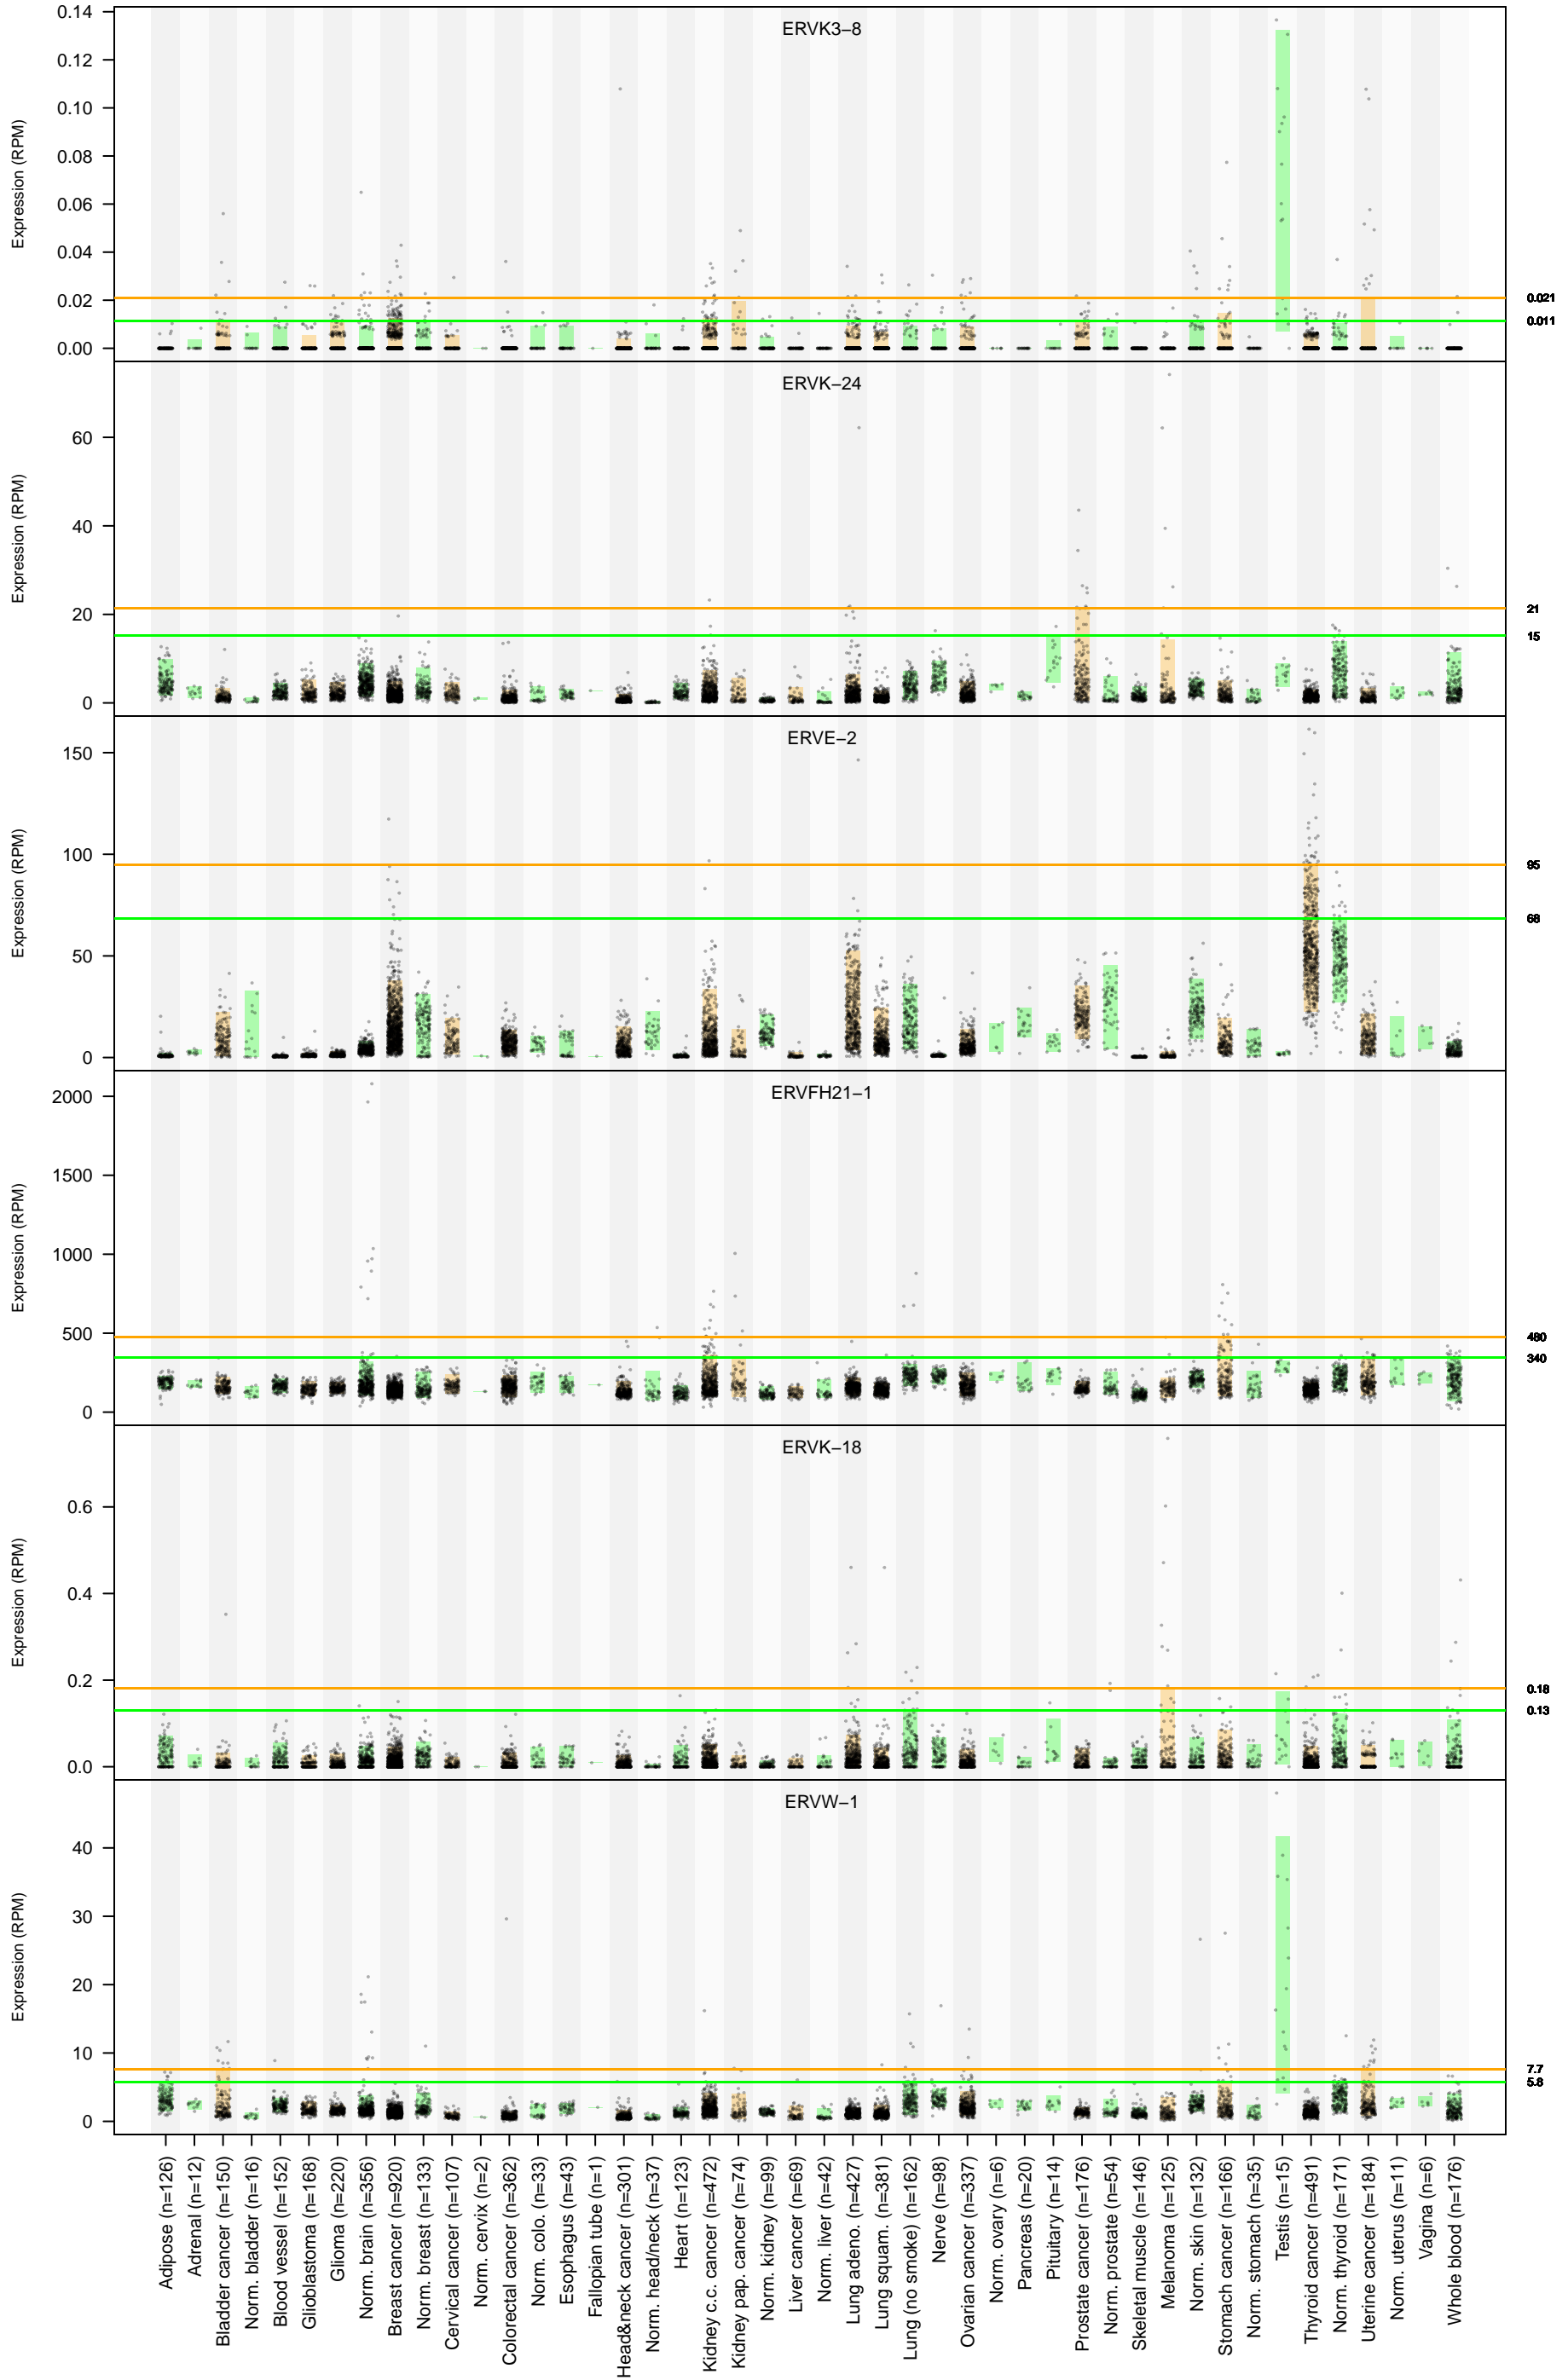 ERVK3−8
Expression (RPM)
0.14
0.12
0.10
0.08
0.06
0.04
0.02
0.00
0.021
0.011
ERVK−24
Expression (RPM)
60
40
20
0
21
15
ERVE−2
Expression (RPM)
150
100
50
0
95
68
ERVFH21−1
Expression (RPM)
2000
1500
1000
500
0
480
340
ERVK−18
Expression (RPM)
0.6
0.4
0.2
0.0
0.18
0.13
ERVW−1
Expression (RPM)
40
30
20
10
0
7.7
5.8
Adipose (n=126)
Adrenal (n=12)
Bladder cancer (n=150)
Norm. bladder (n=16)
Blood vessel (n=152)
Glioblastoma (n=168)
Glioma (n=220)
Norm. brain (n=356)
Breast cancer (n=920)
Norm. breast (n=133)
Cervical cancer (n=107)
Norm. cervix (n=2)
Colorectal cancer (n=362)
Norm. colo. (n=33)
Esophagus (n=43)
Fallopian tube (n=1)
Head&neck cancer (n=301)
Norm. head/neck (n=37)
Heart (n=123)
Kidney c.c. cancer (n=472)
Kidney pap. cancer (n=74)
Norm. kidney (n=99)
Liver cancer (n=69)
Norm. liver (n=42)
Lung adeno. (n=427)
Lung squam. (n=381)
Lung (no smoke) (n=162)
Nerve (n=98)
Ovarian cancer (n=337)
Norm. ovary (n=6)
Pancreas (n=20)
Pituitary (n=14)
Prostate cancer (n=176)
Norm. prostate (n=54)
Skeletal muscle (n=146)
Melanoma (n=125)
Norm. skin (n=132)
Stomach cancer (n=166)
Norm. stomach (n=35)
Testis (n=15)
Thyroid cancer (n=491)
Norm. thyroid (n=171)
Uterine cancer (n=184)
Norm. uterus (n=11)
Vagina (n=6)
Whole blood (n=176)